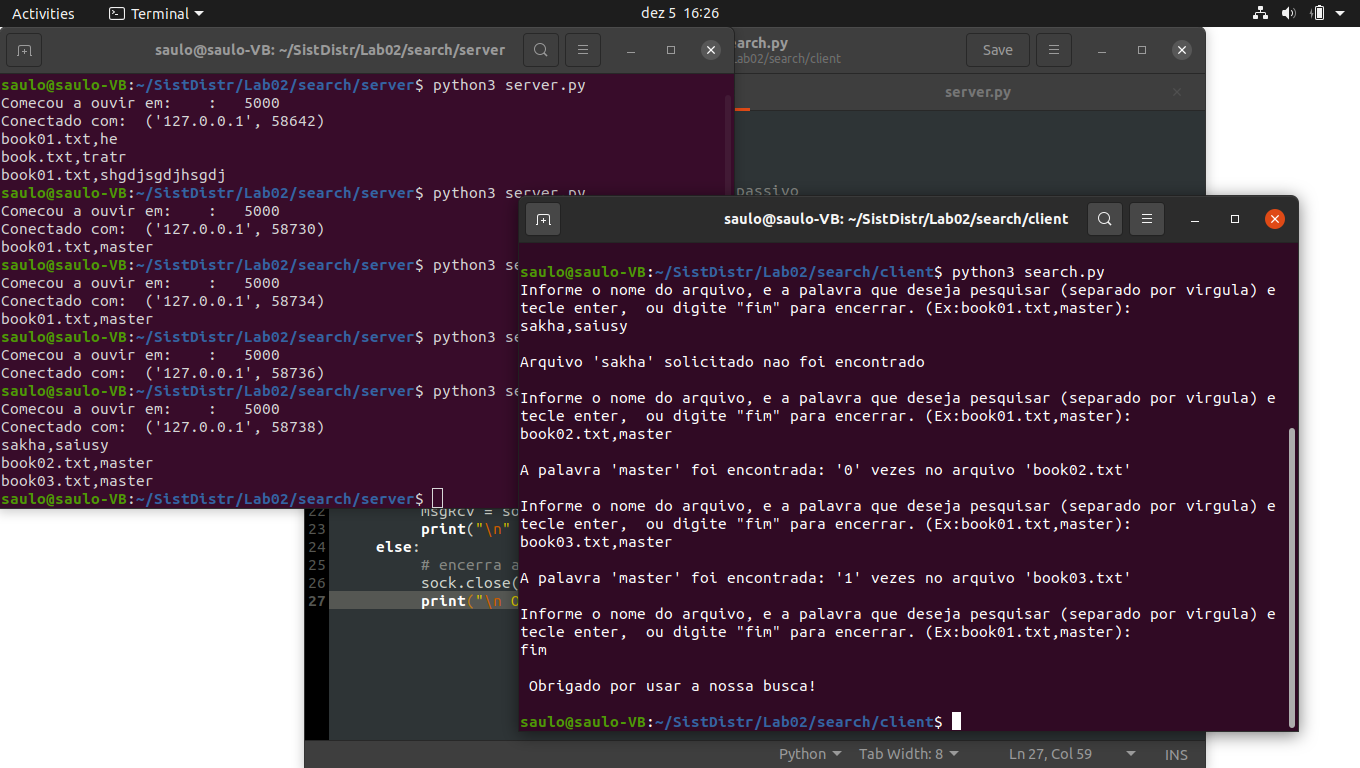 Activities Terminal dez 5 16:26
saulo@saulo-VB: ~/SistDistr/Lab02/search/server
saulo@saulo-VB:~/SistDistr/Lab02/search/server$ python3 server.py
Comecou a ouvir em:    :   5000
Conectado com:  ('127.0.0.1', 58642)
book01.txt,he
book.txt,tratr
book01.txt,shgdjsgdjhsgdj
saulo@saulo-VB:~/SistDistr/Lab02/search/server$ python3 server.py
Comecou a ouvir em:    :   5000
Conectado com:  ('127.0.0.1', 58730)
book01.txt,master
saulo@saulo-VB:~/SistDistr/Lab02/search/server$ python3 se
Comecou a ouvir em:    :   5000
Conectado com:  ('127.0.0.1', 58734)
book01.txt,master
saulo@saulo-VB:~/SistDistr/Lab02/search/server$ python3 se
Comecou a ouvir em:    :   5000
Conectado com:  ('127.0.0.1', 58736)
saulo@saulo-VB:~/SistDistr/Lab02/search/server$ python3 se
Comecou a ouvir em:    :   5000
Conectado com:  ('127.0.0.1', 58738)
sakha,saiusy
book02.txt,master
book03.txt,master
saulo@saulo-VB:~/SistDistr/Lab02/search/server$
earch.py
Lab02/search/client
Save
server.py
passivo
saulo@saulo-VB: ~/SistDistr/Lab02/search/client
saulo@saulo-VB:~/SistDistr/Lab02/search/client$ python3 search.py
Informe o nome do arquivo, e a palavra que deseja pesquisar (separado por virgula) e
tecle enter,  ou digite "fim" para encerrar. (Ex:book01.txt,master):
sakha,saiusy
Arquivo 'sakha' solicitado nao foi encontrado
Informe o nome do arquivo, e a palavra que deseja pesquisar (separado por virgula) e
tecle enter,  ou digite "fim" para encerrar. (Ex:book01.txt,master):
book02.txt,master
A palavra 'master' foi encontrada: '0' vezes no arquivo 'book02.txt'
Informe o nome do arquivo, e a palavra que deseja pesquisar (separado por virgula) e
tecle enter,  ou digite "fim" para encerrar. (Ex:book01.txt,master):
book03.txt,master
A palavra 'master' foi encontrada: '1' vezes no arquivo 'book03.txt'
Informe o nome do arquivo, e a palavra que deseja pesquisar (separado por virgula) e
tecle enter,  ou digite "fim" para encerrar. (Ex:book01.txt,master):
fim
Obrigado por usar a nossa busca!
saulo@saulo-VB:~/SistDistr/Lab02/search/client$
22 msgRcv = so
23 print("\n"
24 else:
25 # encerra a
26 sock.close(
27 print("\n O
Python Tab Width: 8 Ln 27, Col 59 INS